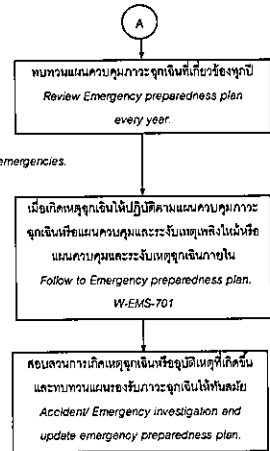 A
ทบทวนแผนควบคุมภาวะฉุกเฉินที่เกี่ยวข้องทุกปี
Review Emergency preparedness plan
every year.
emergencies.
เมื่อเกิดเหตุฉุกเฉินให้ปฏิบัติตามแผนควบคุมภาวะ
ฉุกเฉินหรือแผนควบคุมและระงับเหตุเพลิงไหม้หรือ
แผนควบคุมและระงับเหตุฉุกเฉินภายใน
Follow to Emergency preparedness plan.
W-EMS-701
สอบสวนการเกิดเหตุฉุกเฉินหรืออุบัติเหตุที่เกิดขึ้น
และทบทวนแผนรองรับภาวะฉุกเฉินให้ทันสมัย
Accident/ Emergency investigation and
update emergency preparedness plan.